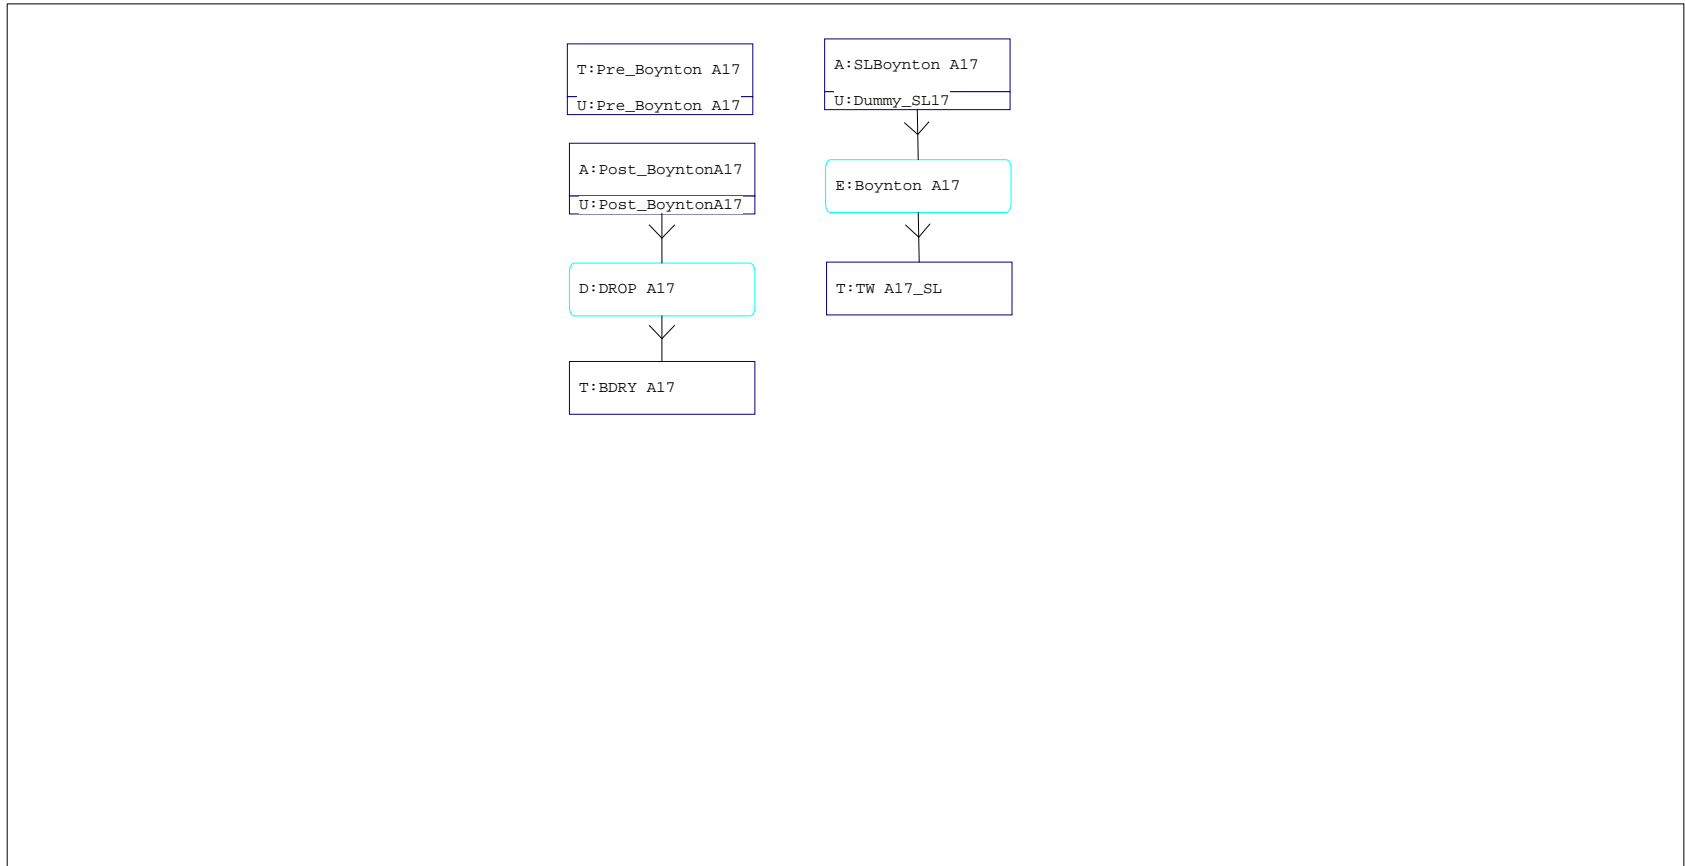 T:Pre_Boynton A17
U:Pre_Boynton A17
A:Post_BoyntonA17
U:Post_BoyntonA17
D:DROP A17
T:BDRY A17
A:SLBoynton A17
U:Dummy_SL17
E:Boynton A17
T:TW A17_SL